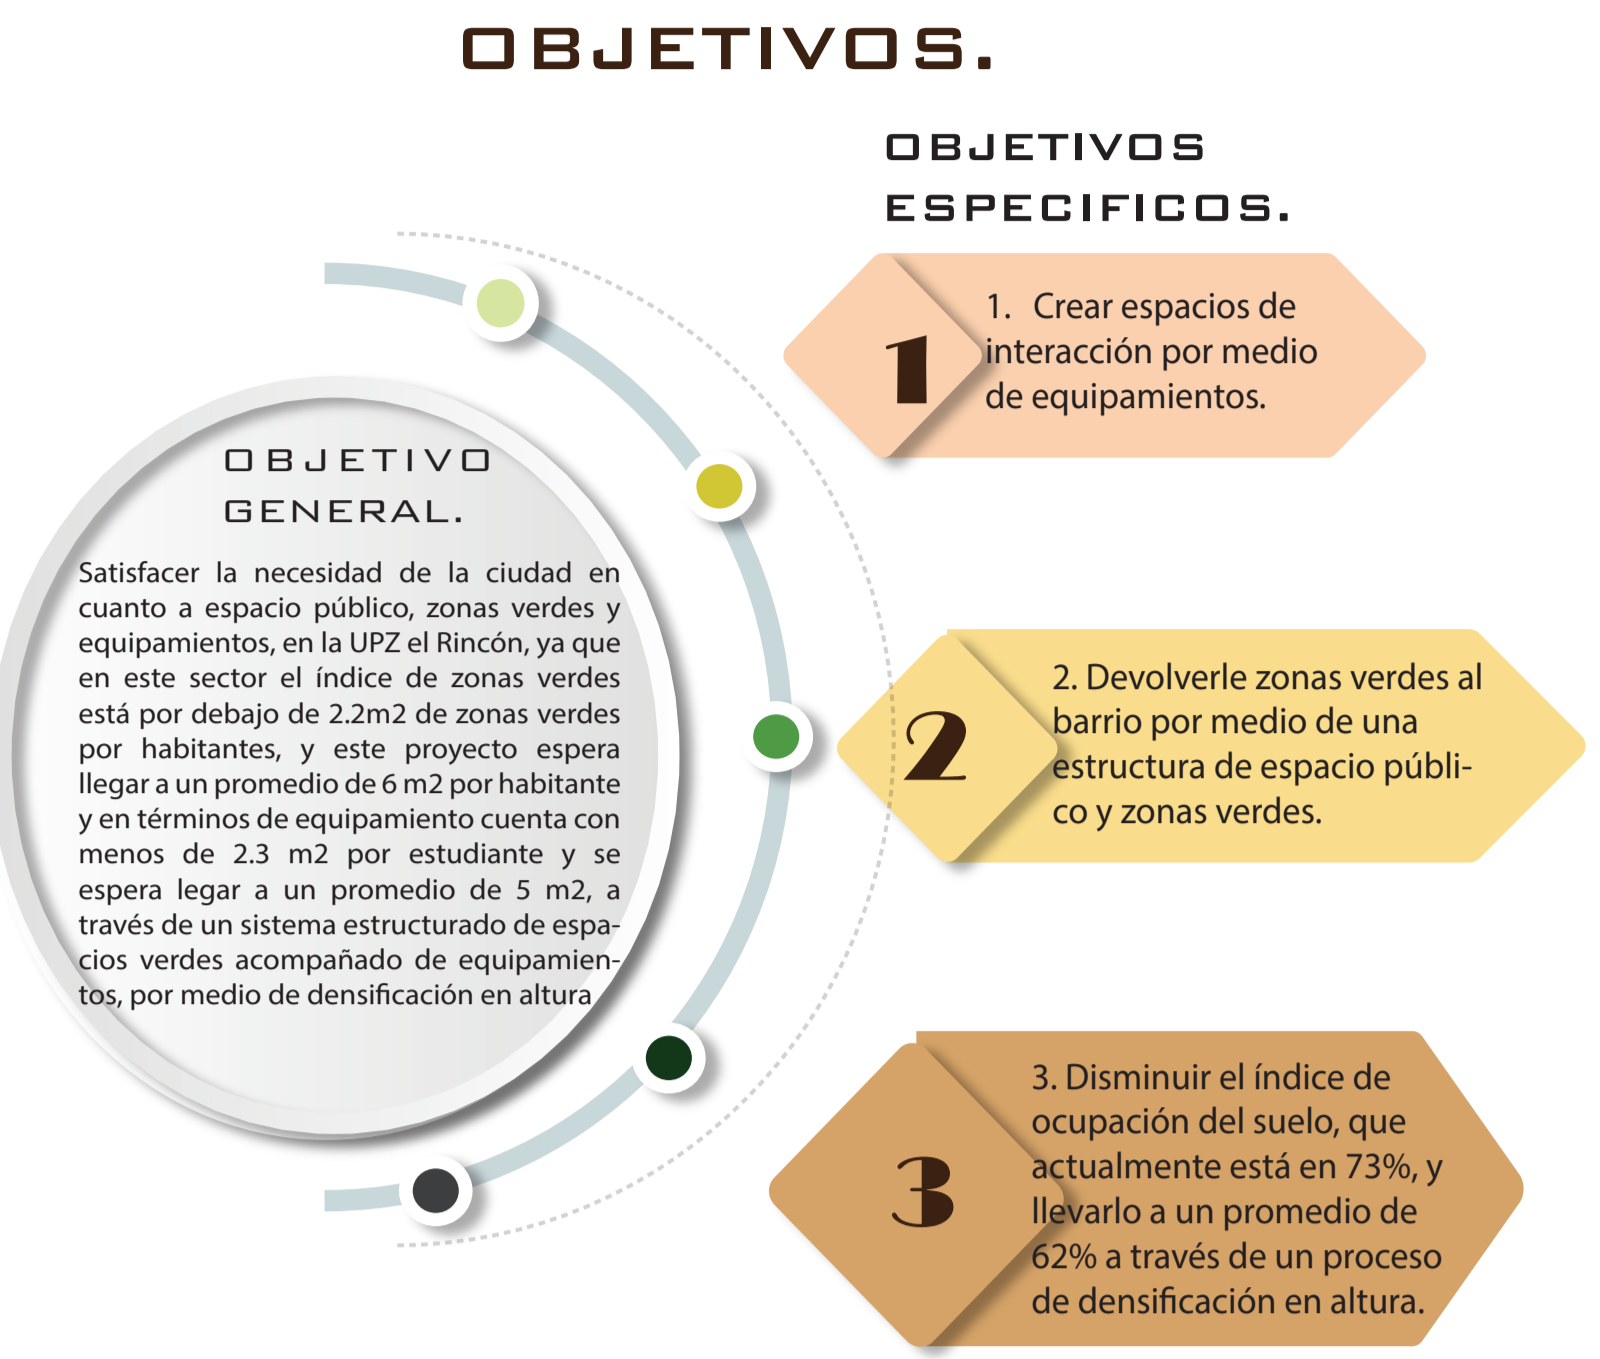 OBJETIVOS.
OBJETIVO
GENERAL.
Satisfacer la necesidad de la ciudad en
cuanto a espacio público, zonas verdes y
equipamientos, en la UPZ el Rincón, ya que
en este sector el índice de zonas verdes
está por debajo de 2.2m2 de zonas verdes
por habitantes, y este proyecto espera
llegar a un promedio de 6 m2 por habitante
y en términos de equipamiento cuenta con
menos de 2.3 m2 por estudiante y se
espera legar a un promedio de 5 m2, a
través de un sistema estructurado de espa-
cios verdes acompañado de equipamien-
tos, por medio de densificación en altura
OBJETIVOS
ESPECIFICOS.
1
1. Crear espacios de
interacción por medio
de equipamientos.
2
2. Devolverle zonas verdes al
barrio por medio de una
estructura de espacio públi-
co y zonas verdes.
3
3. Disminuir el índice de
ocupación del suelo, que
actualmente está en 73%, y
llevarlo a un promedio de
62% a través de un proceso
de densificación en altura.